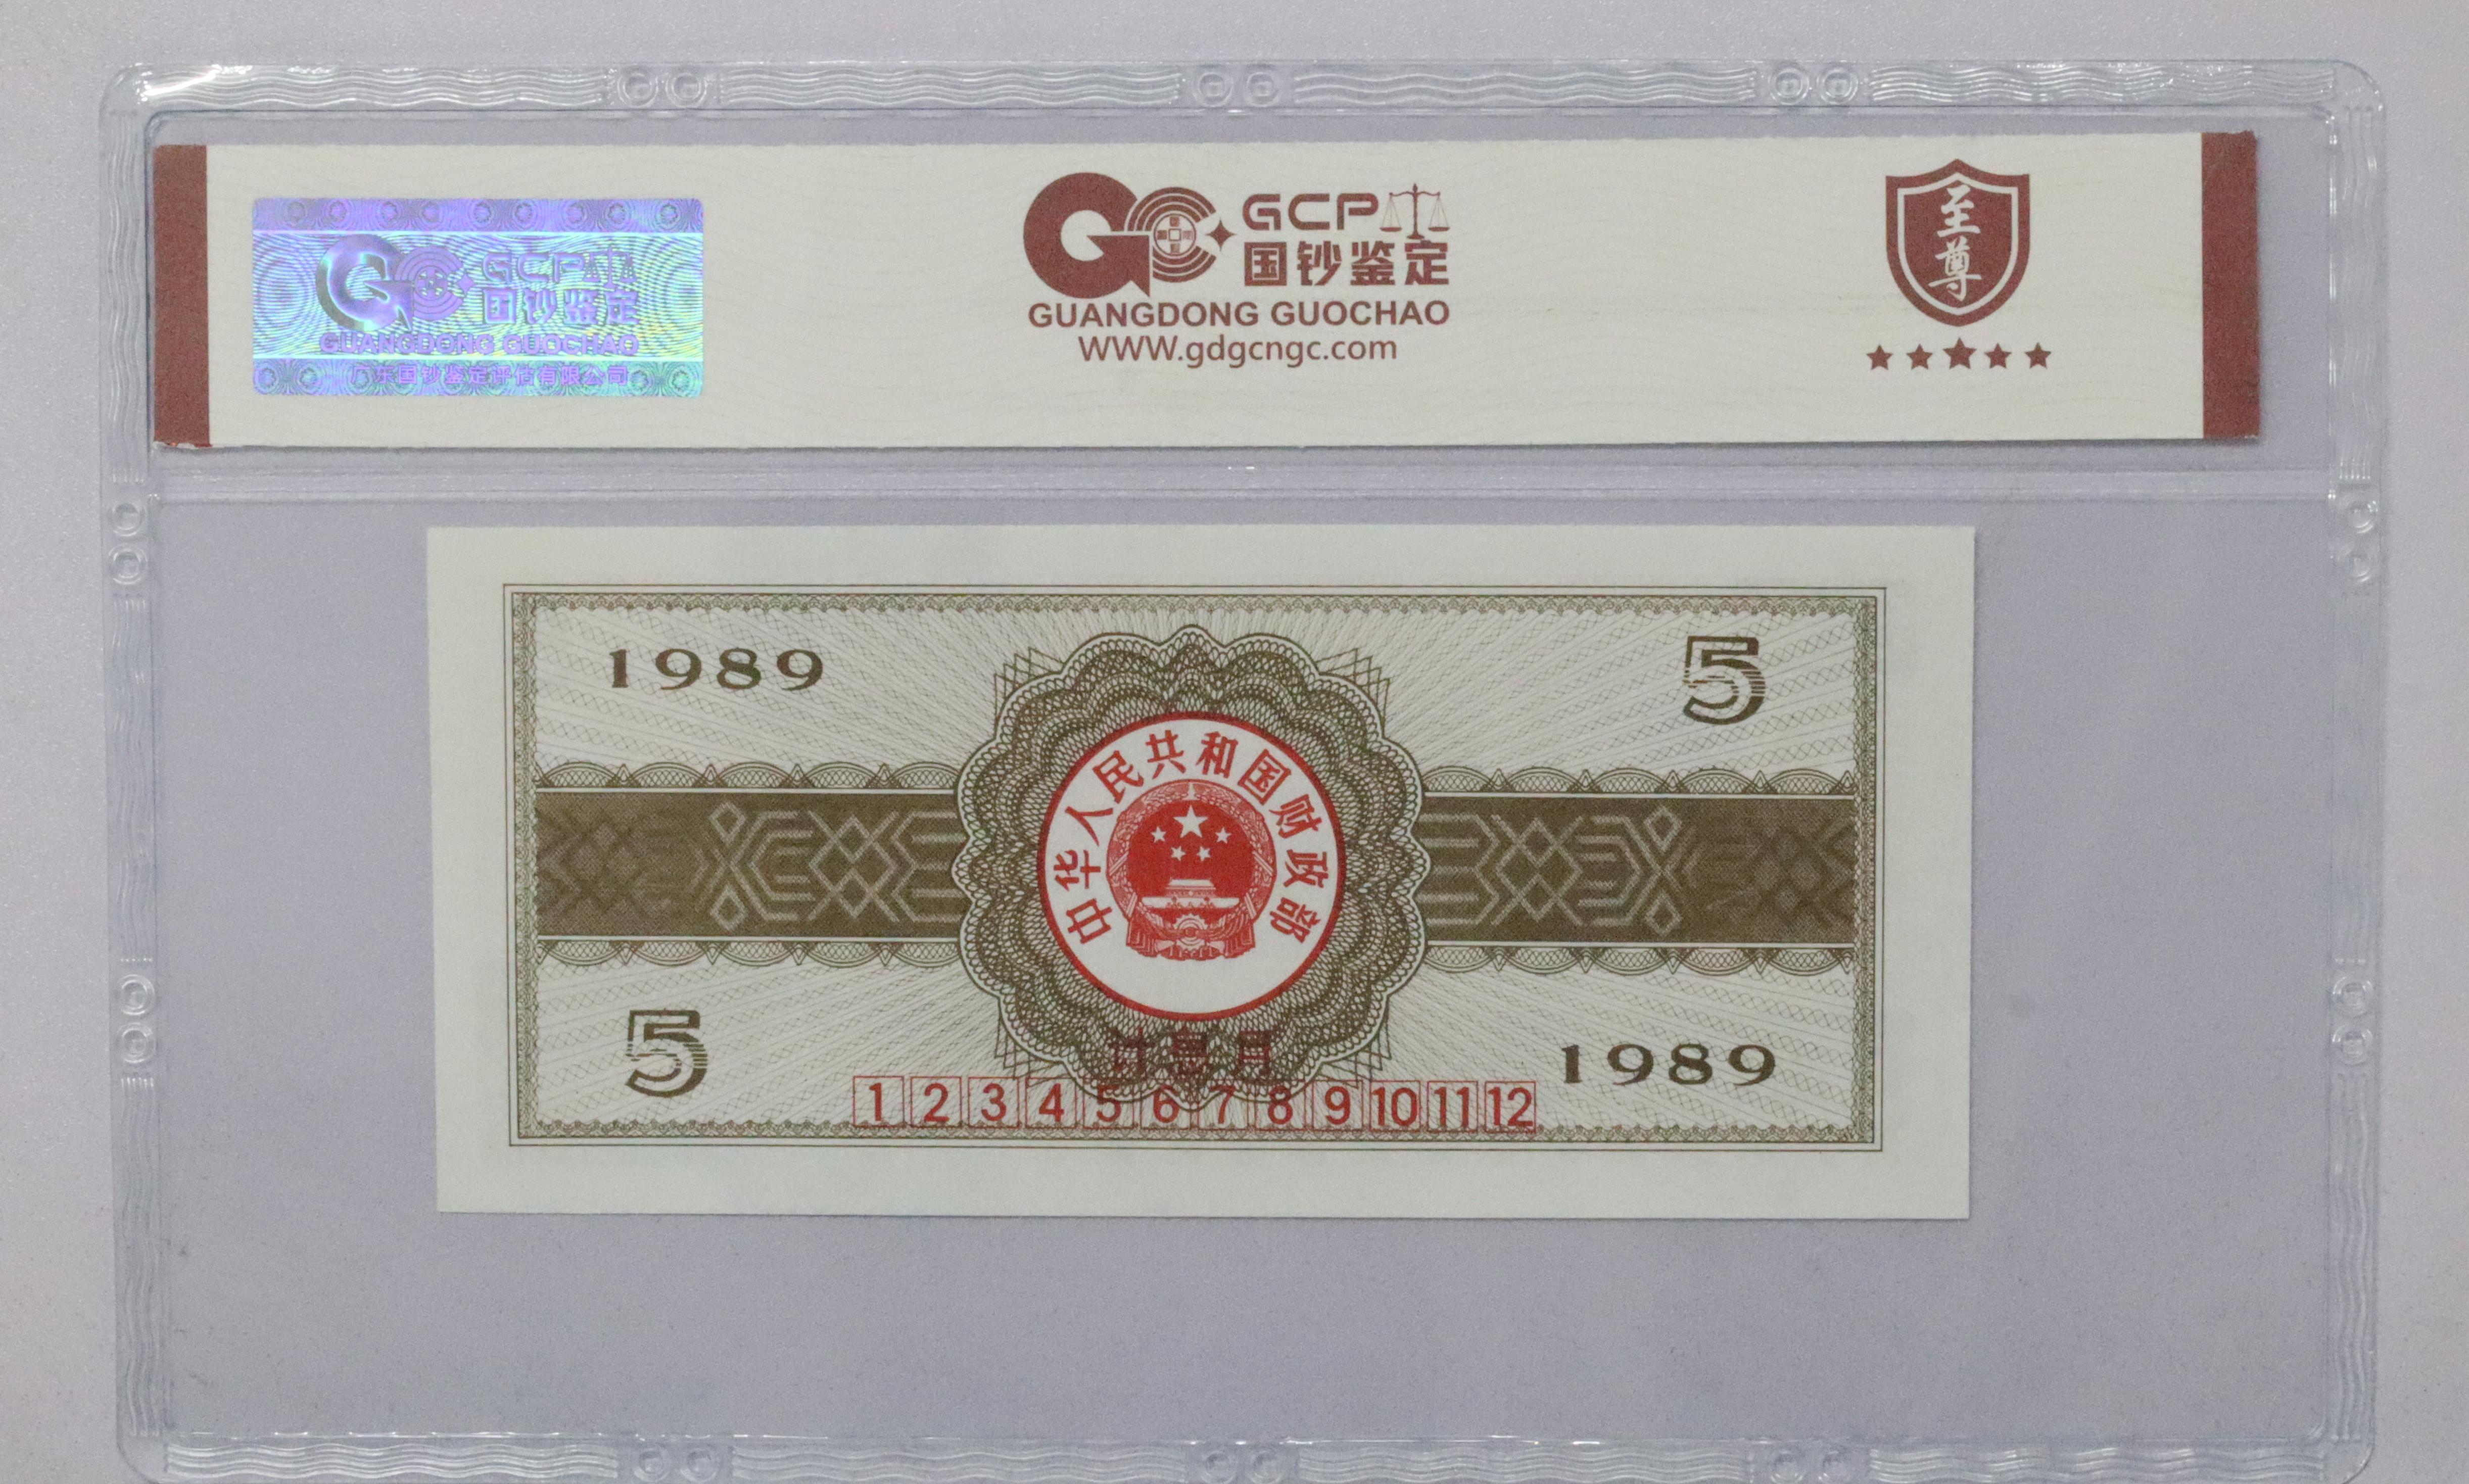 GCP
国钞鉴定
GUANGDONG GUOCHAO
广东国钞鉴定评估有限公司
GCP
国钞鉴定
GUANGDONG GUOCHAO
WWW.gdgcngc.com
至尊
1989
5
中华人民共和国财政部
5
计息月
1989
1 2 3 4 5 6 7 8 9 10 11 12